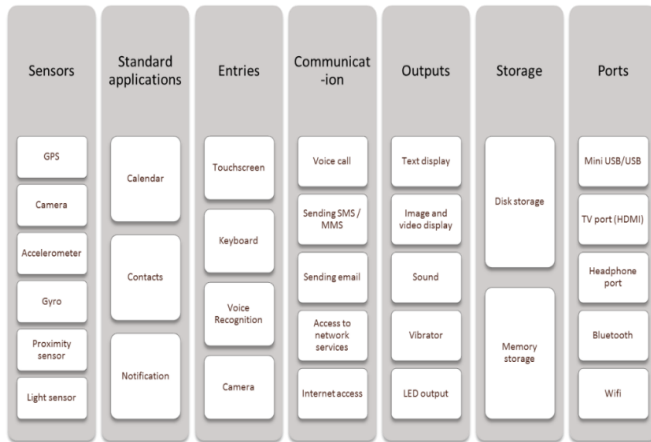 Sensors
GPS
Camera
Accelerometer
Gyro
Proximity
sensor
Light sensor
Standard
applications
Calendar
Contacts
Notification
Entries
Touchscreen
Keyboard
Voice
Recognition
Camera
Communicat
-ion
Voice call
Sending SMS /
MMS
Sending email
Access to
network
services
Internet access
Outputs
Text display
Image and
video display
Sound
Vibrator
LED output
Storage
Disk storage
Memory
storage
Ports
Mini USB/USB
TV port (HDMI)
Headphone
port
Bluetooth
Wifi